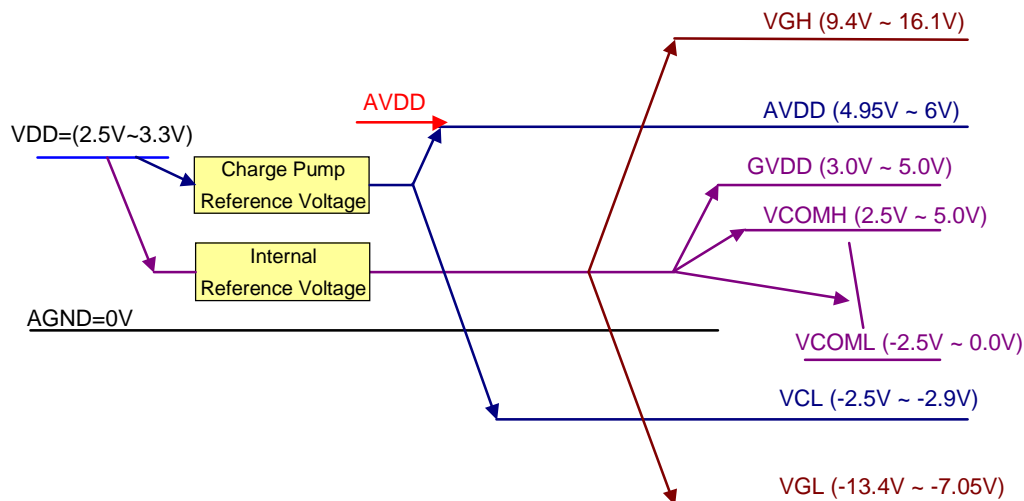 VGH (9.4V ~ 16.1V)
AVDD
AVDD (4.95V ~ 6V)
VDD=(2.5V~3.3V)
Charge Pump
Reference Voltage
GVDD (3.0V ~ 5.0V)
VCOMH (2.5V ~ 5.0V)
Internal
Reference Voltage
AGND=0V
VCOML (-2.5V ~ 0.0V)
VCL (-2.5V ~ -2.9V)
VGL (-13.4V ~ -7.05V)